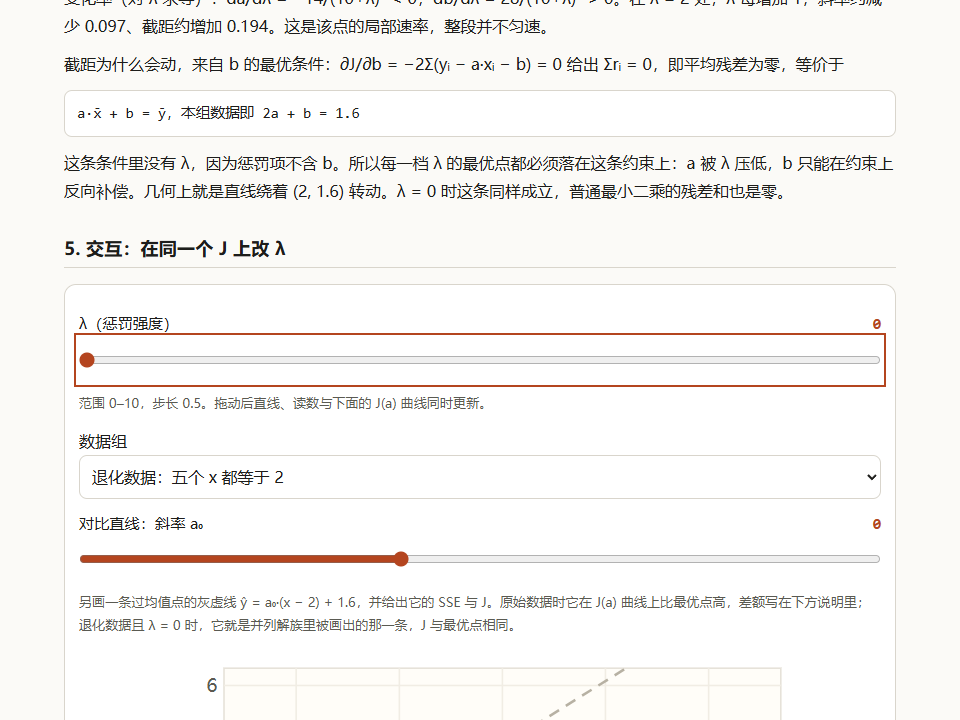 少 0.097、截距约增加 0.194。这是该点的局部速率，整段并不匀速。
截距为什么会动，来自 b 的最优条件：∂J/∂b = −2Σ(yᵢ − a·xᵢ − b) = 0 给出 Σrᵢ = 0，即平均残差为零，等价于
a·x̄ + b = ȳ，本组数据即 2a + b = 1.6
这条条件里没有 λ，因为惩罚项不含 b。所以每一档 λ 的最优点都必须落在这条约束上：a 被 λ 压低，b 只能在约束上
反向补偿。几何上就是直线绕着 (2, 1.6) 转动。λ = 0 时这条同样成立，普通最小二乘的残差和也是零。
5. 交互：在同一个 J 上改 λ
λ（惩罚强度） 0
范围 0–10，步长 0.5。拖动后直线、读数与下面的 J(a) 曲线同时更新。
数据组
退化数据：五个 x 都等于 2
对比直线：斜率 a₀ 0
另画一条过均值点的灰虚线 ŷ = a₀·(x − 2) + 1.6，并给出它的 SSE 与 J。原始数据时它在 J(a) 曲线上比最优点高，差额写在下方说明里；
退化数据且 λ = 0 时，它就是并列解族里被画出的那一条，J 与最优点相同。
6